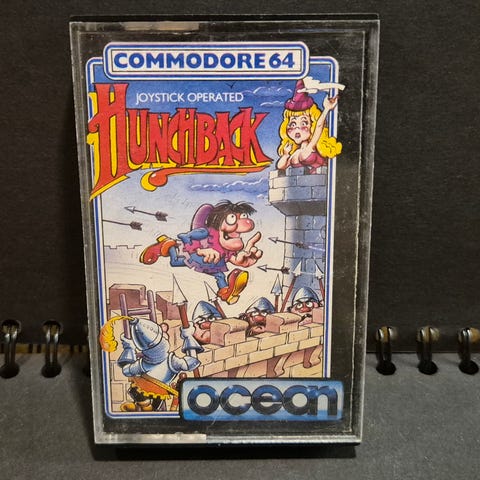 COMMODORE 64
JOYSTICK OPERATED
HUNCHBACK
ocean